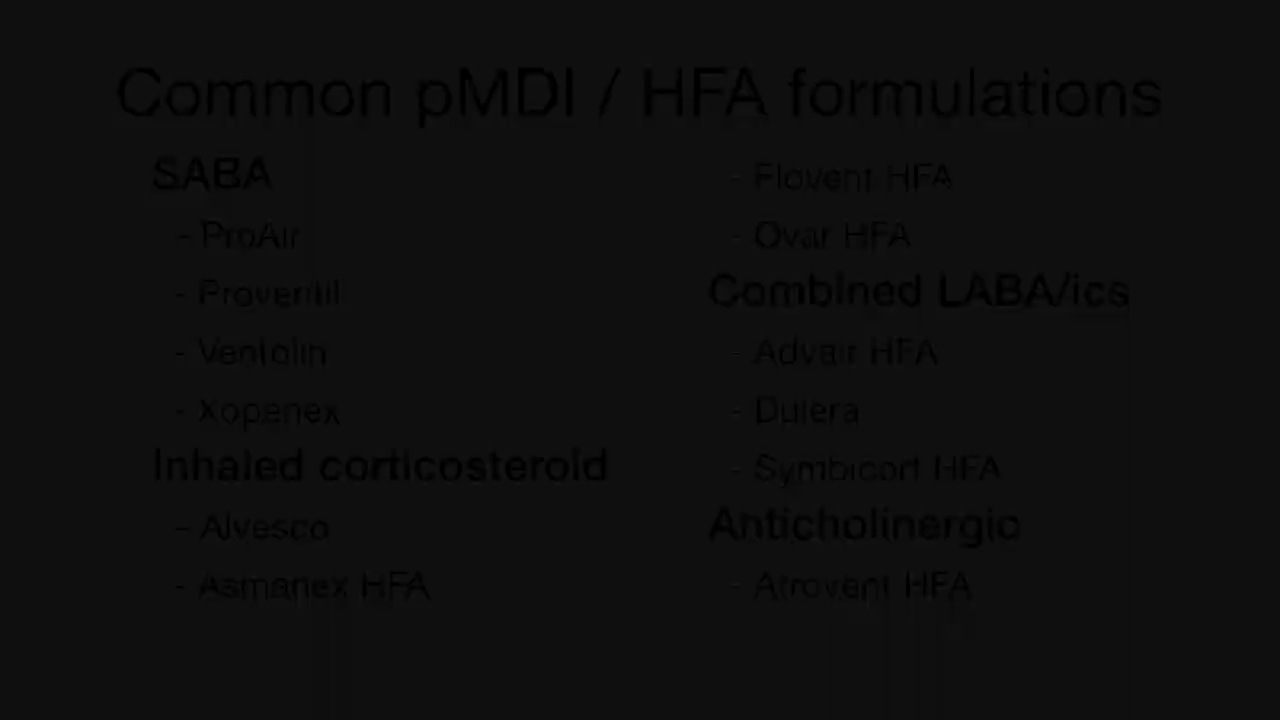 Common pMDI / HFA formulations
SABA
- ProAir
- Proventil
- Ventolin
- Xopenex
Inhaled corticosteroid
- Alvesco
- Asmanex HFA
- Flovent HFA
- Qvar HFA
Combined LABA/ics
- Advair HFA
- Dulera
- Symbicort HFA
Anticholinergic
- Atrovent HFA